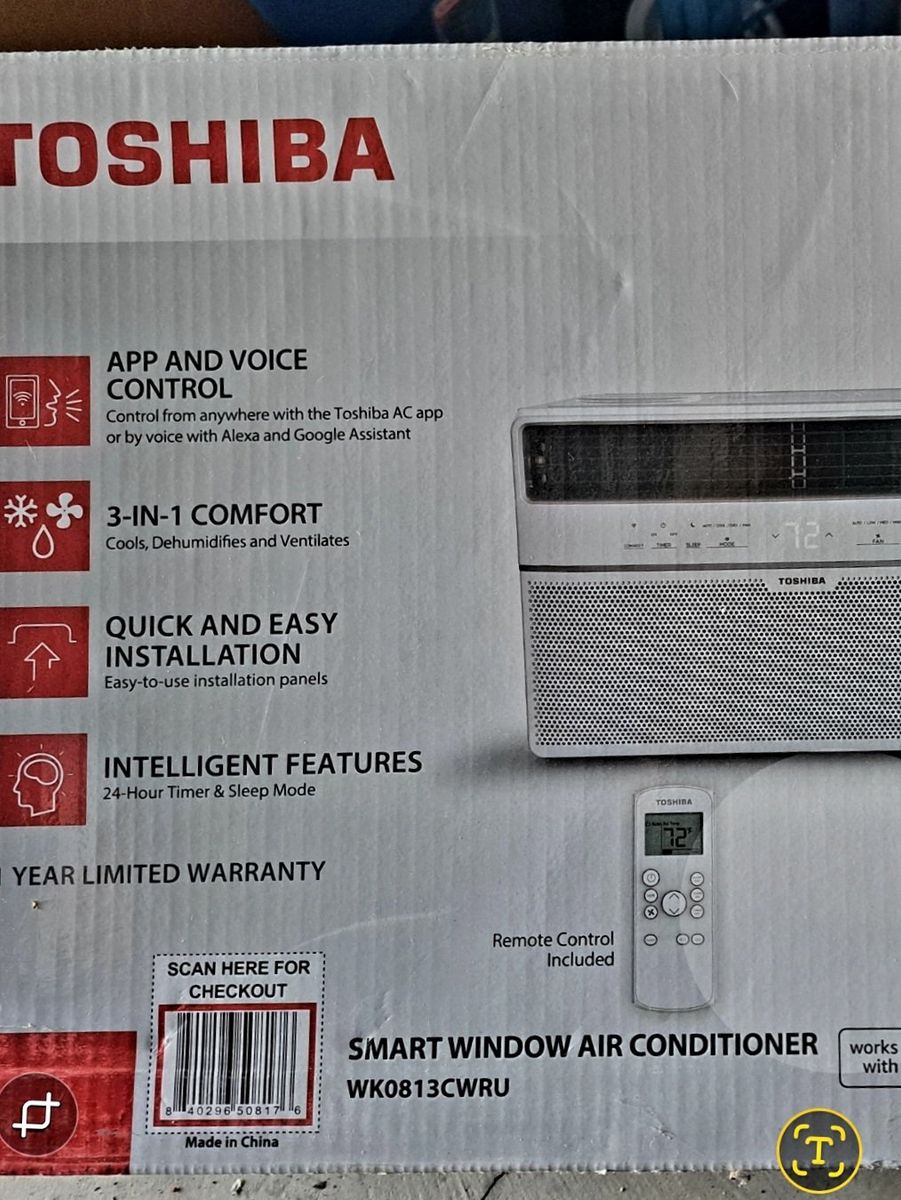 TOSHIBA
APP AND VOICE
CONTROL
Control from anywhere with the Toshiba AC app
or by voice with Alexa and Google Assistant
3-IN-1 COMFORT
Cools, Dehumidifies and Ventilates
QUICK AND EASY
INSTALLATION
Easy-to-use installation panels
INTELLIGENT FEATURES
24-Hour Timer & Sleep Mode
1 YEAR LIMITED WARRANTY
CONNECT TIMER SLEEP MODE
72
FAN
TOSHIBA
TOSHIBA
72°F
Remote Control
Included
SCAN HERE FOR
CHECKOUT
8 40296 50817 6
Made in China
SMART WINDOW AIR CONDITIONER
WK0813CWRU
works
with
T